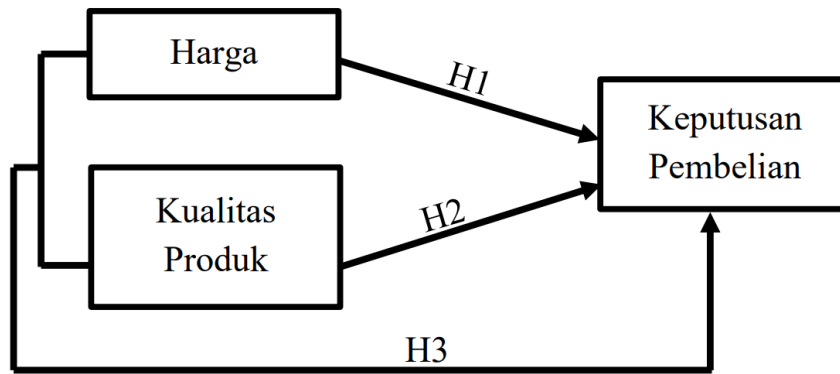 Harga
H1
Keputusan
Pembelian
Kualitas
Produk
H2
H3